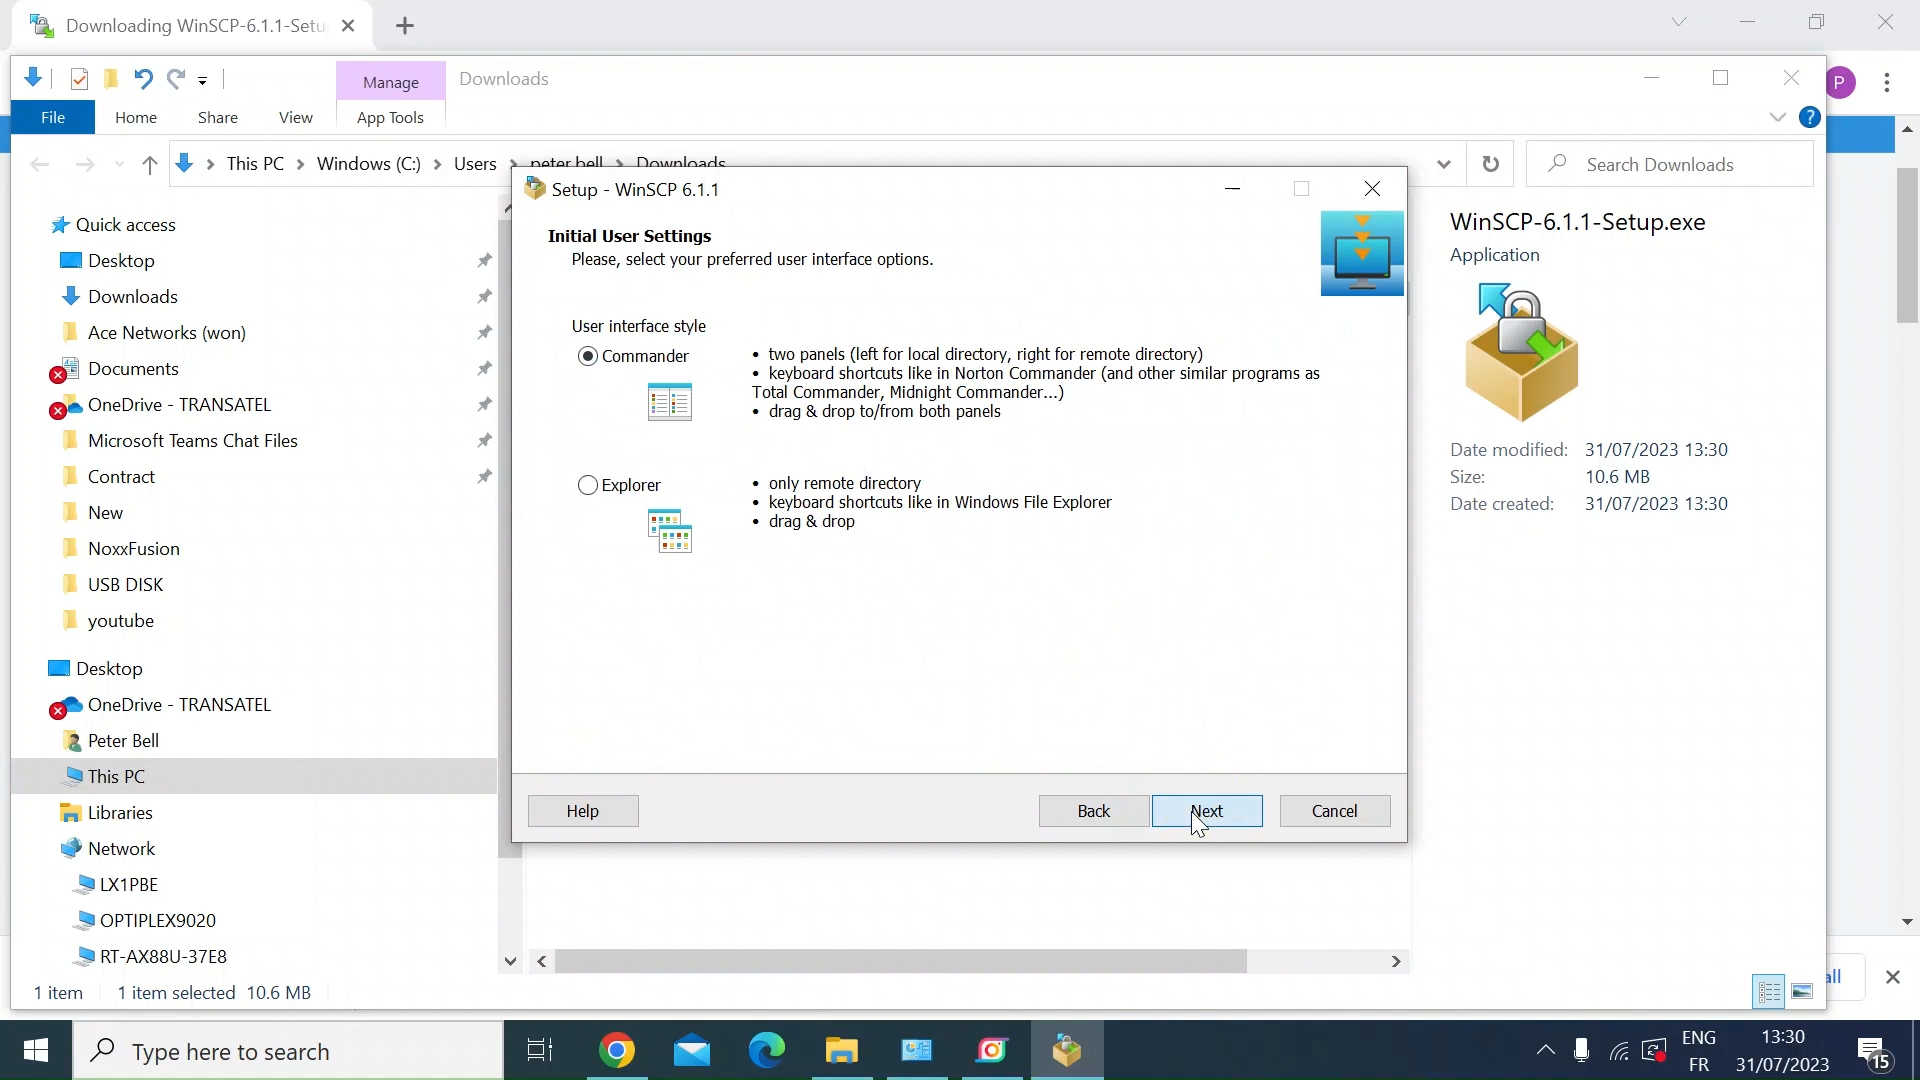 Downloading WinSCP-6.1.1-Setu
Manage
Downloads
P
File
Home
Share
View
App Tools
?
This PC
Windows (C:)
Users
peter bell
Downloads
Search Downloads
Quick access
Desktop
Downloads
Ace Networks (won)
Documents
OneDrive - TRANSATEL
Microsoft Teams Chat Files
Contract
New
NoxxFusion
USB DISK
youtube
Desktop
OneDrive - TRANSATEL
Peter Bell
This PC
Libraries
Network
LX1PBE
OPTIPLEX9020
RT-AX88U-37E8
Setup - WinSCP 6.1.1
Initial User Settings
Please, select your preferred user interface options.
User interface style
Commander
• two panels (left for local directory, right for remote directory)
• keyboard shortcuts like in Norton Commander (and other similar programs as
Total Commander, Midnight Commander...)
• drag & drop to/from both panels
Explorer
• only remote directory
• keyboard shortcuts like in Windows File Explorer
• drag & drop
Help
Back
Next
Cancel
WinSCP-6.1.1-Setup.exe
Application
Date modified: 31/07/2023 13:30
Size: 10.6 MB
Date created: 31/07/2023 13:30
1 item
1 item selected 10.6 MB
all
Type here to search
ENG
FR
13:30
31/07/2023
15